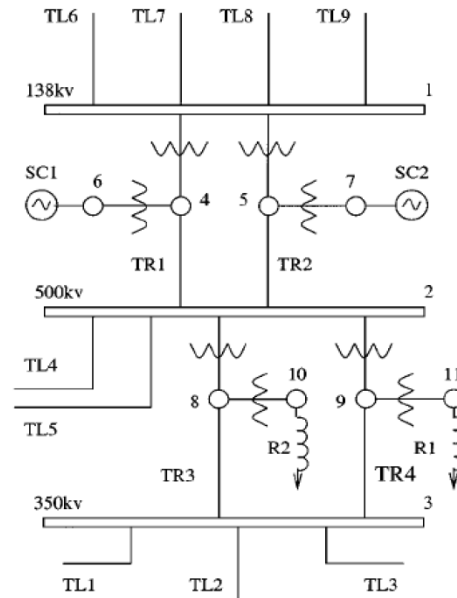 TL6 TL7 TL8 TL9
138kv 1
SC1 6 4 5 7 SC2
TR1 TR2
500kv 2
TL4
TL5
8 10 9 11
R2 R1
TR3 TR4
350kv 3
TL1 TL2 TL3